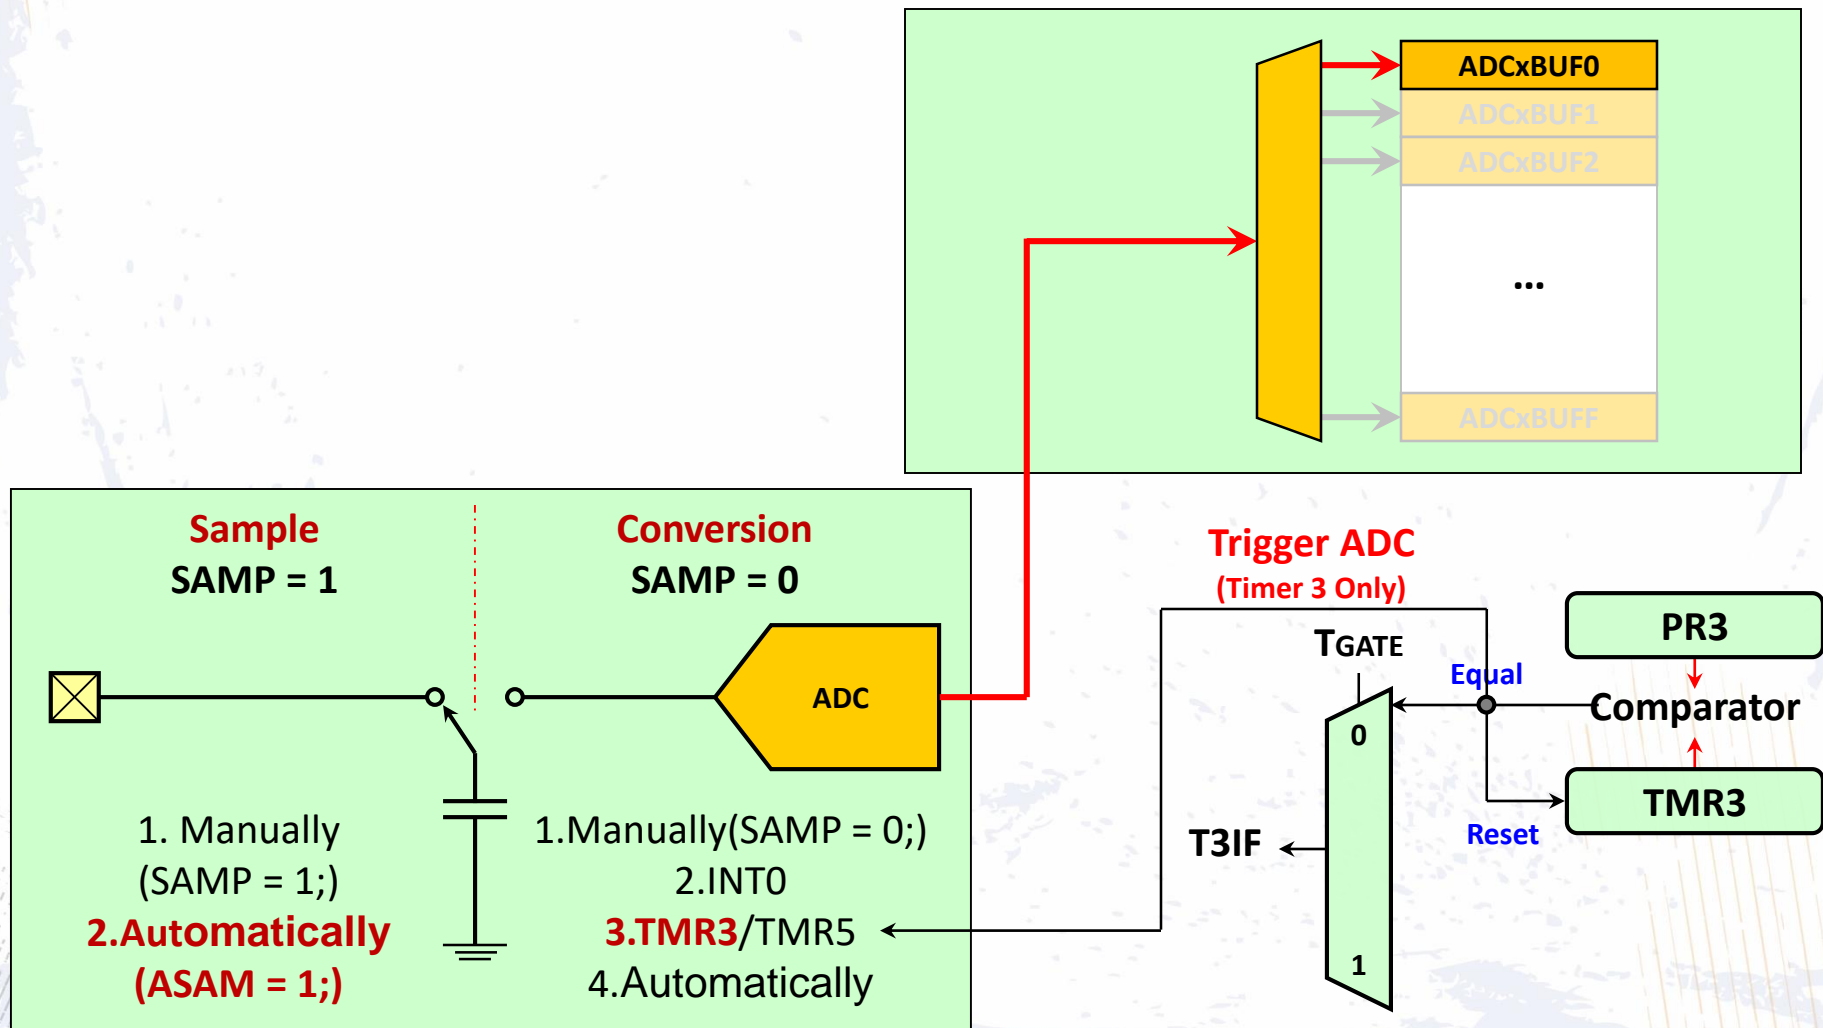 ADCxBUF0
ADCxBUF1
ADCxBUF2
...
ADCxBUFF
Sample
SAMP = 1
Conversion
SAMP = 0
ADC
1. Manually
(SAMP = 1;)
2.Automatically
(ASAM = 1;)
1.Manually(SAMP = 0;)
2.INT0
3.TMR3/TMR5
4.Automatically
Trigger ADC
(Timer 3 Only)
TGATE
0
1
T3IF
Equal
Reset
PR3
Comparator
TMR3